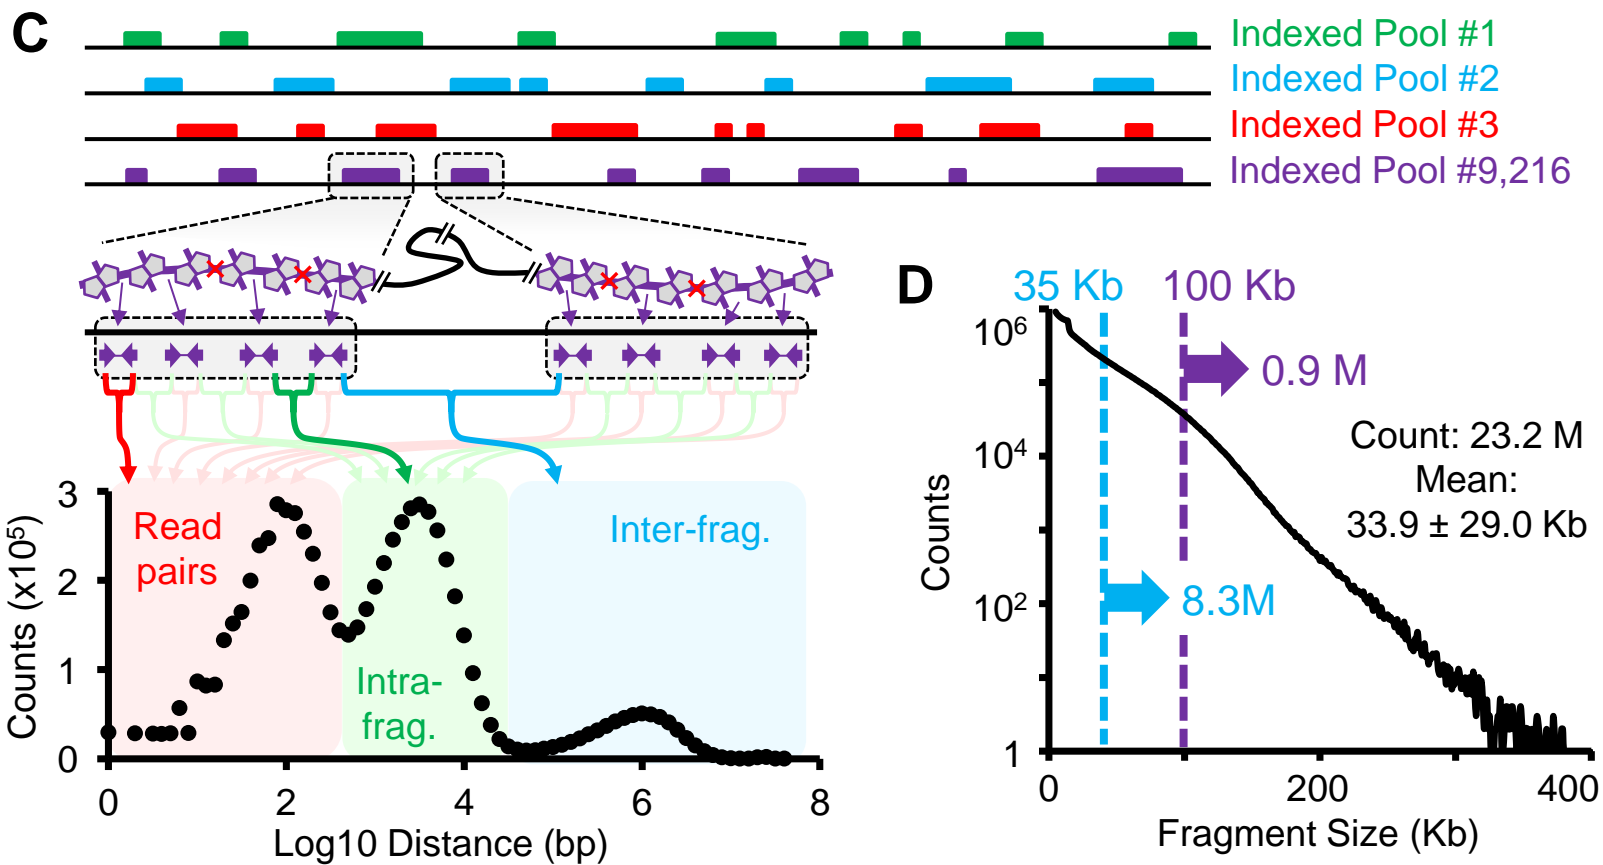 C
Indexed Pool #1
Indexed Pool #2
Indexed Pool #3
Indexed Pool #9,216
Read
pairs
Intra-
frag.
Inter-frag.
Counts (x10⁵)
3
2
1
0
0 2 4 6 8
Log10 Distance (bp)
D
35 Kb 100 Kb
0.9 M
8.3M
Count: 23.2 M
Mean:
33.9 ± 29.0 Kb
Counts
10⁶
10⁴
10²
1
0 200 400
Fragment Size (Kb)